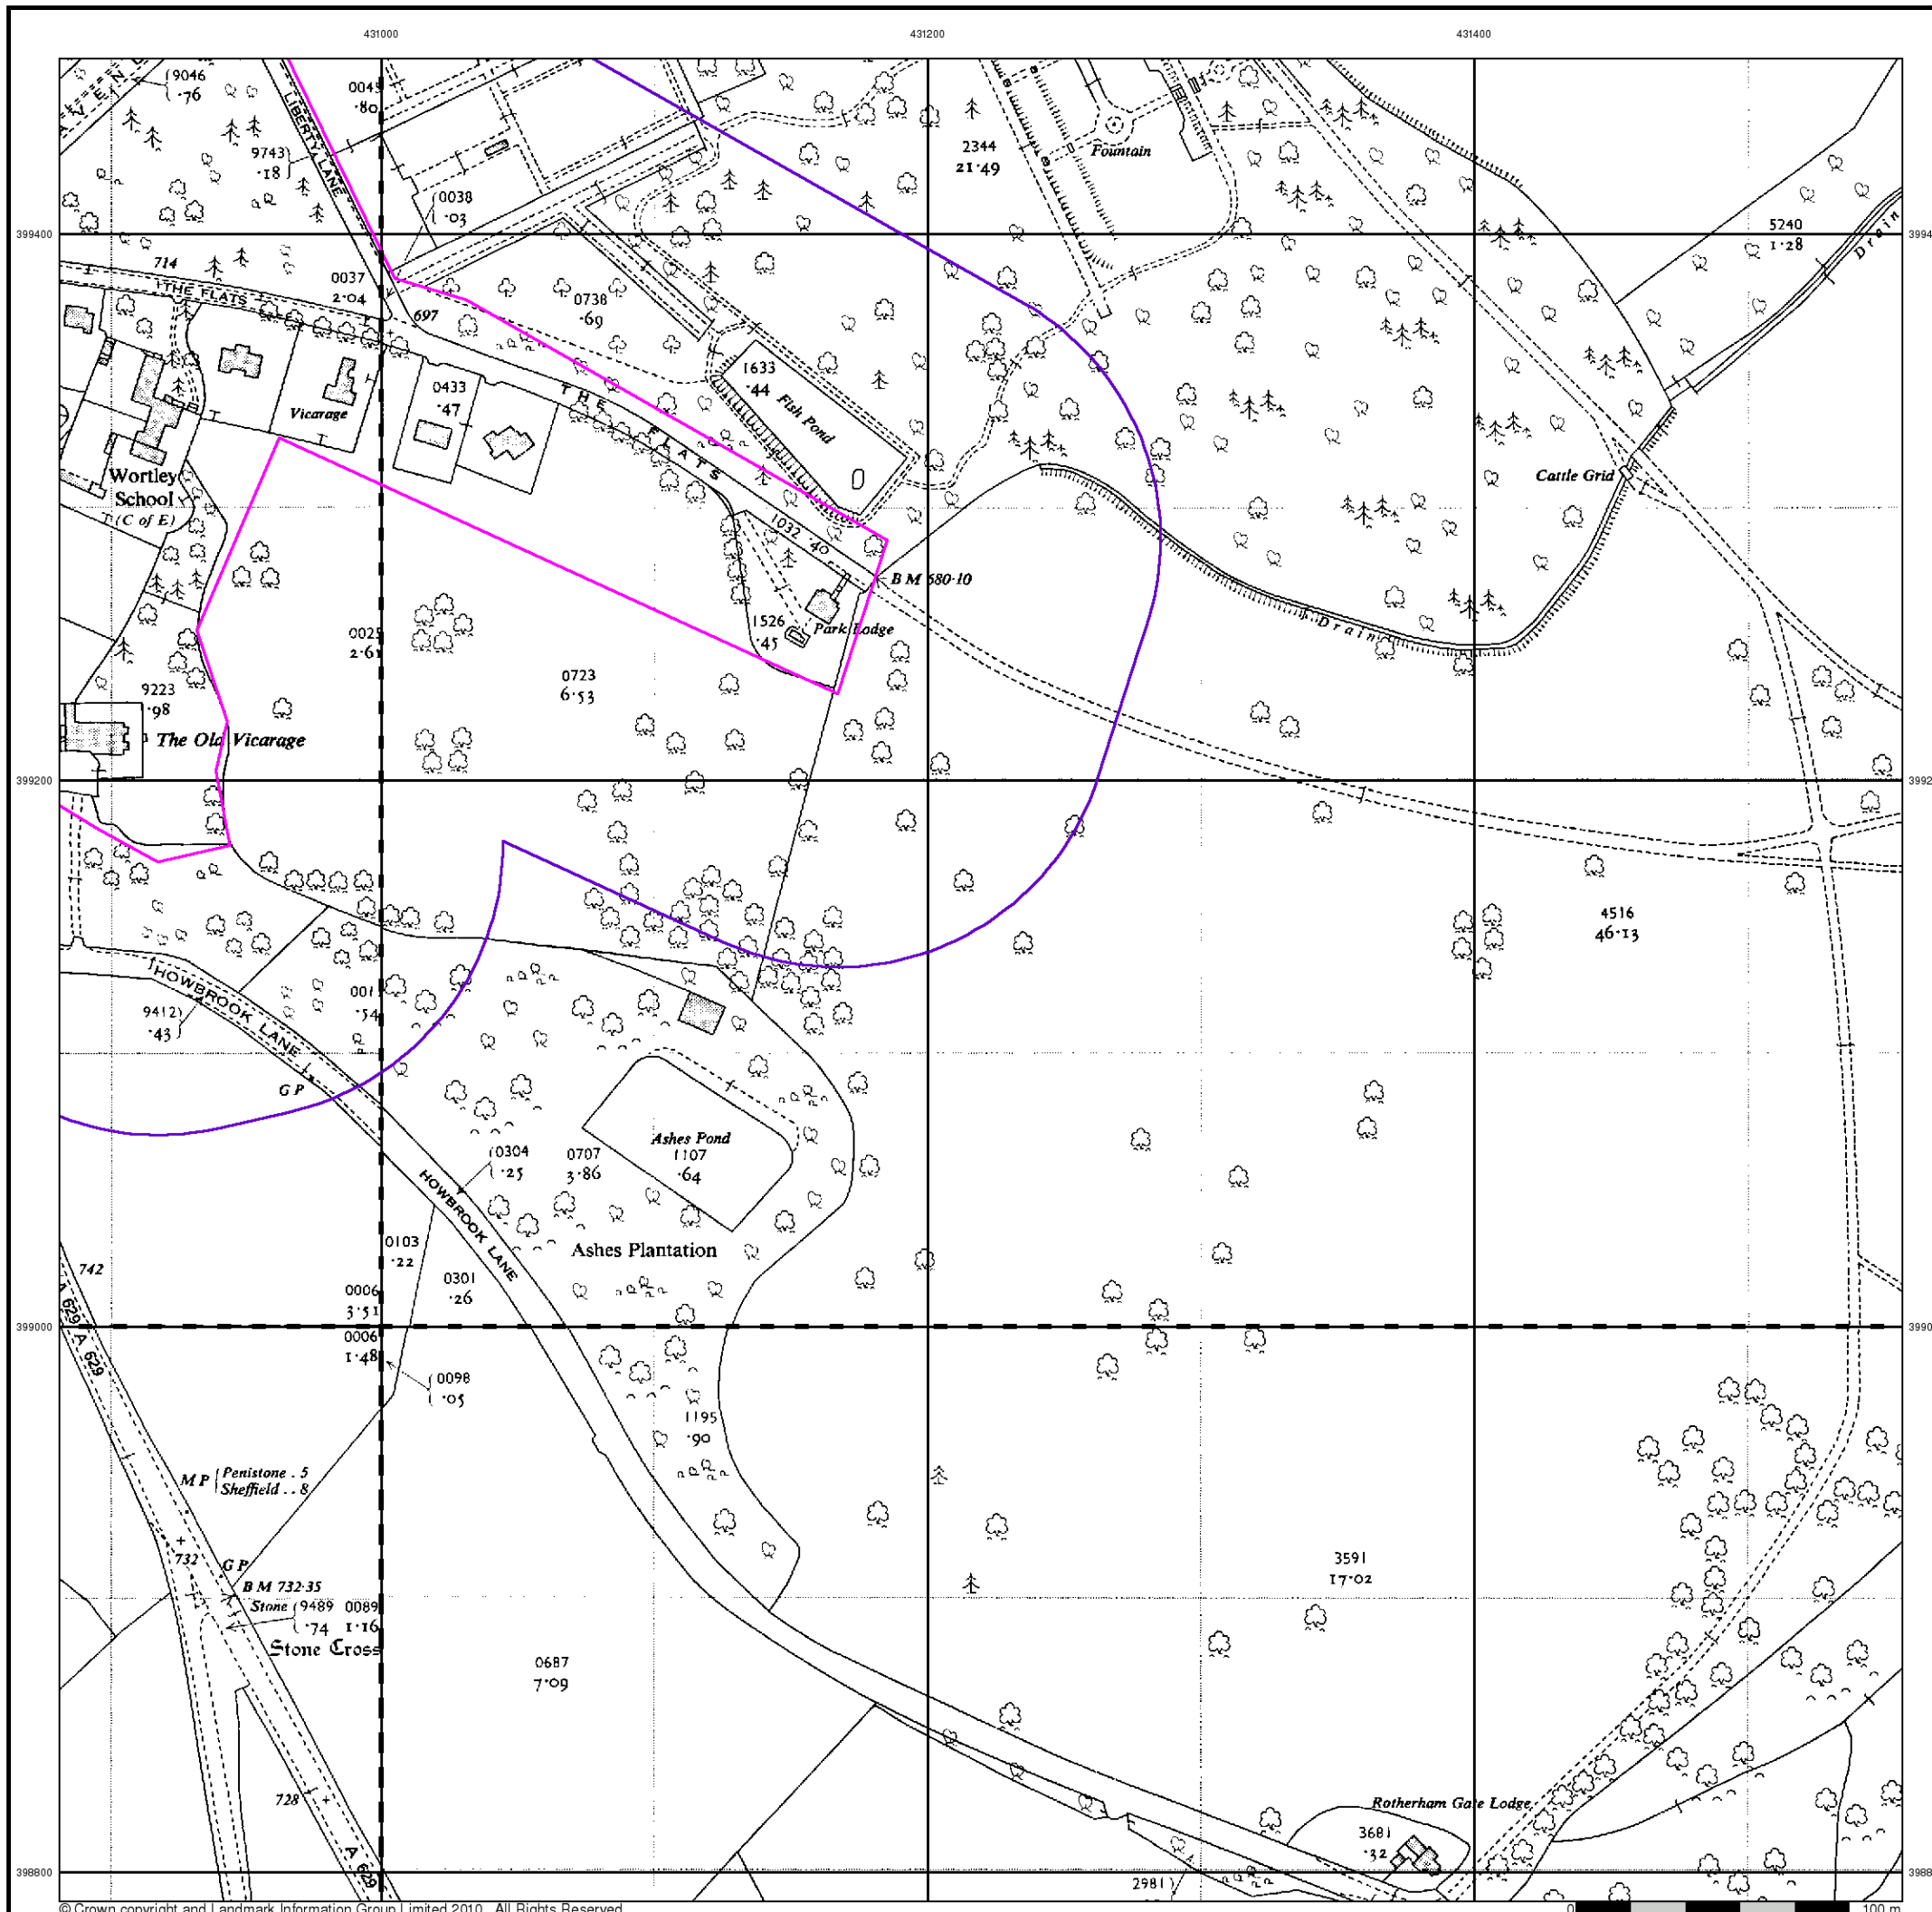 431000
431200
431400
9046
.76
0045
.80
LIBERTY LANE
9743
.18
0038
.03
2344
21.49
Fountain
5240
1.28
Drain
399400
714
THE FLATS
0037
2.04
697
0738
.69
1633
.44
Fish Pond
0433
.47
THE FLATS
Vicarage
Wortley
School
(C of E)
Cattle Grid
1032 .40
B M 680.10
1526
.45
Park Lodge
Drain
0025
2.61
0723
6.53
9223
.98
The Old Vicarage
399200
4516
46.13
HOWBROOK LANE
9412
.43
G P
.54
Ashes Pond
1107
.64
0304
.25
0707
3.86
HOWBROOK LANE
Ashes Plantation
0103
.22
0301
.26
742
A 629
A 629
0006
3.51
399000
0006
1.48
0098
.05
1195
.90
M P
Penistone . 5
Sheffield . . 8
732
G P
B M 732.35
Stone
9489
.74
0089
1.16
Stone Cross
3591
17.02
0687
7.09
728
A 629
Rotherham Gate Lodge
3681
.32
398800
2981
© Crown copyright and Landmark Information Group Limited 2010. All Rights Reserved.
0
100 m